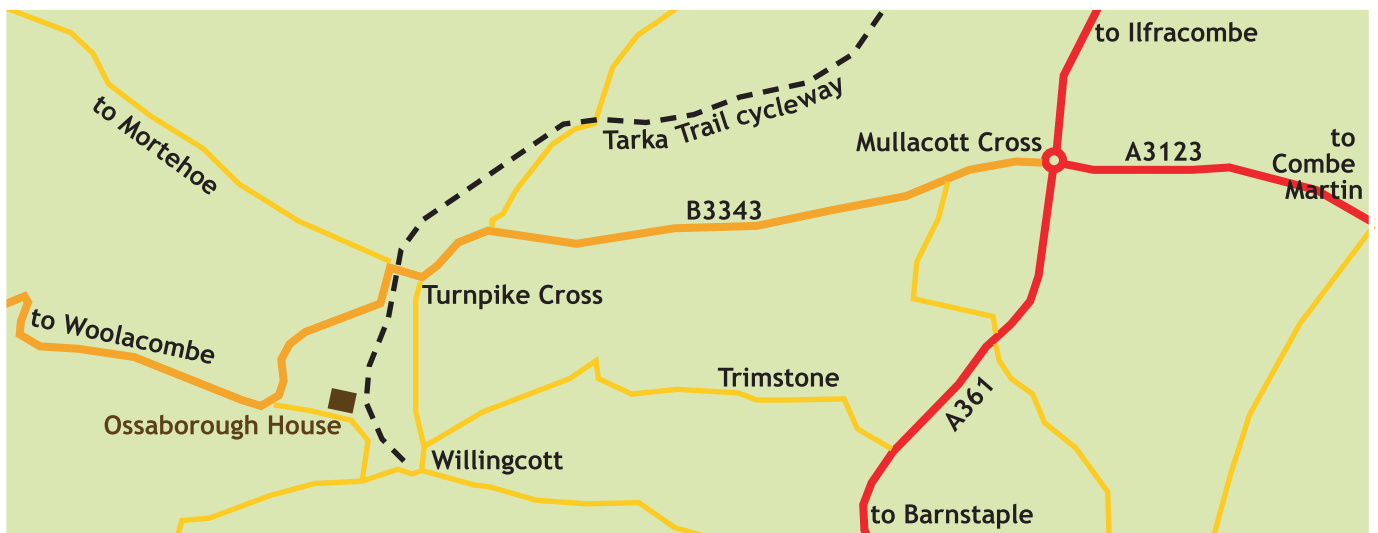 to Ilfracombe
to Mortehoe
Tarka Trail cycleway
Mullacott Cross
A3123
to
Combe
Martin
B3343
Turnpike Cross
to Woolacombe
Trimstone
A361
Ossaborough House
Willingcott
to Barnstaple